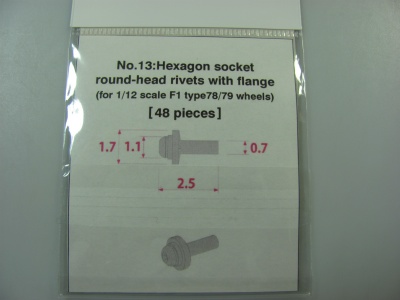 No.13:Hexagon socket
round-head rivets with flange
(for 1/12 scale F1 type78/79 wheels)
[48 pieces]
1.7 1.1 0.7
2.5